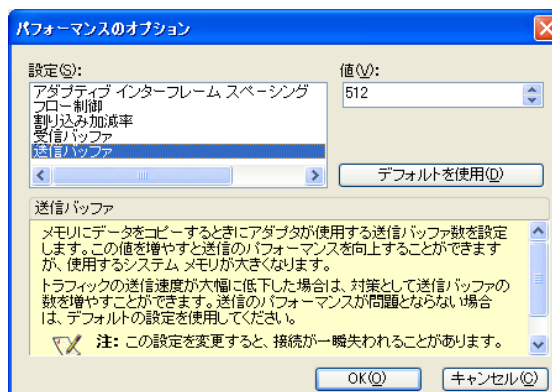 パフォーマンスのオプション
設定(S):
アダプティブ インターフレーム スペーシング
フロー制御
割り込み加減率
受信バッファ
送信バッファ
値(V):
512
デフォルトを使用(D)
送信バッファ
メモリにデータをコピーするときにアダプタが使用する送信バッファ数を設定
します。この値を増やすと送信のパフォーマンスを向上することができます
が、使用するシステム メモリが大きくなります。
トラフィックの送信速度が大幅に低下した場合は、対策として送信バッファの
数を増やすことができます。送信のパフォーマンスが問題とならない場合
は、デフォルトの設定を使用してください。
注: この設定を変更すると、接続が一瞬失われることがあります。
OK(O)
キャンセル(C)